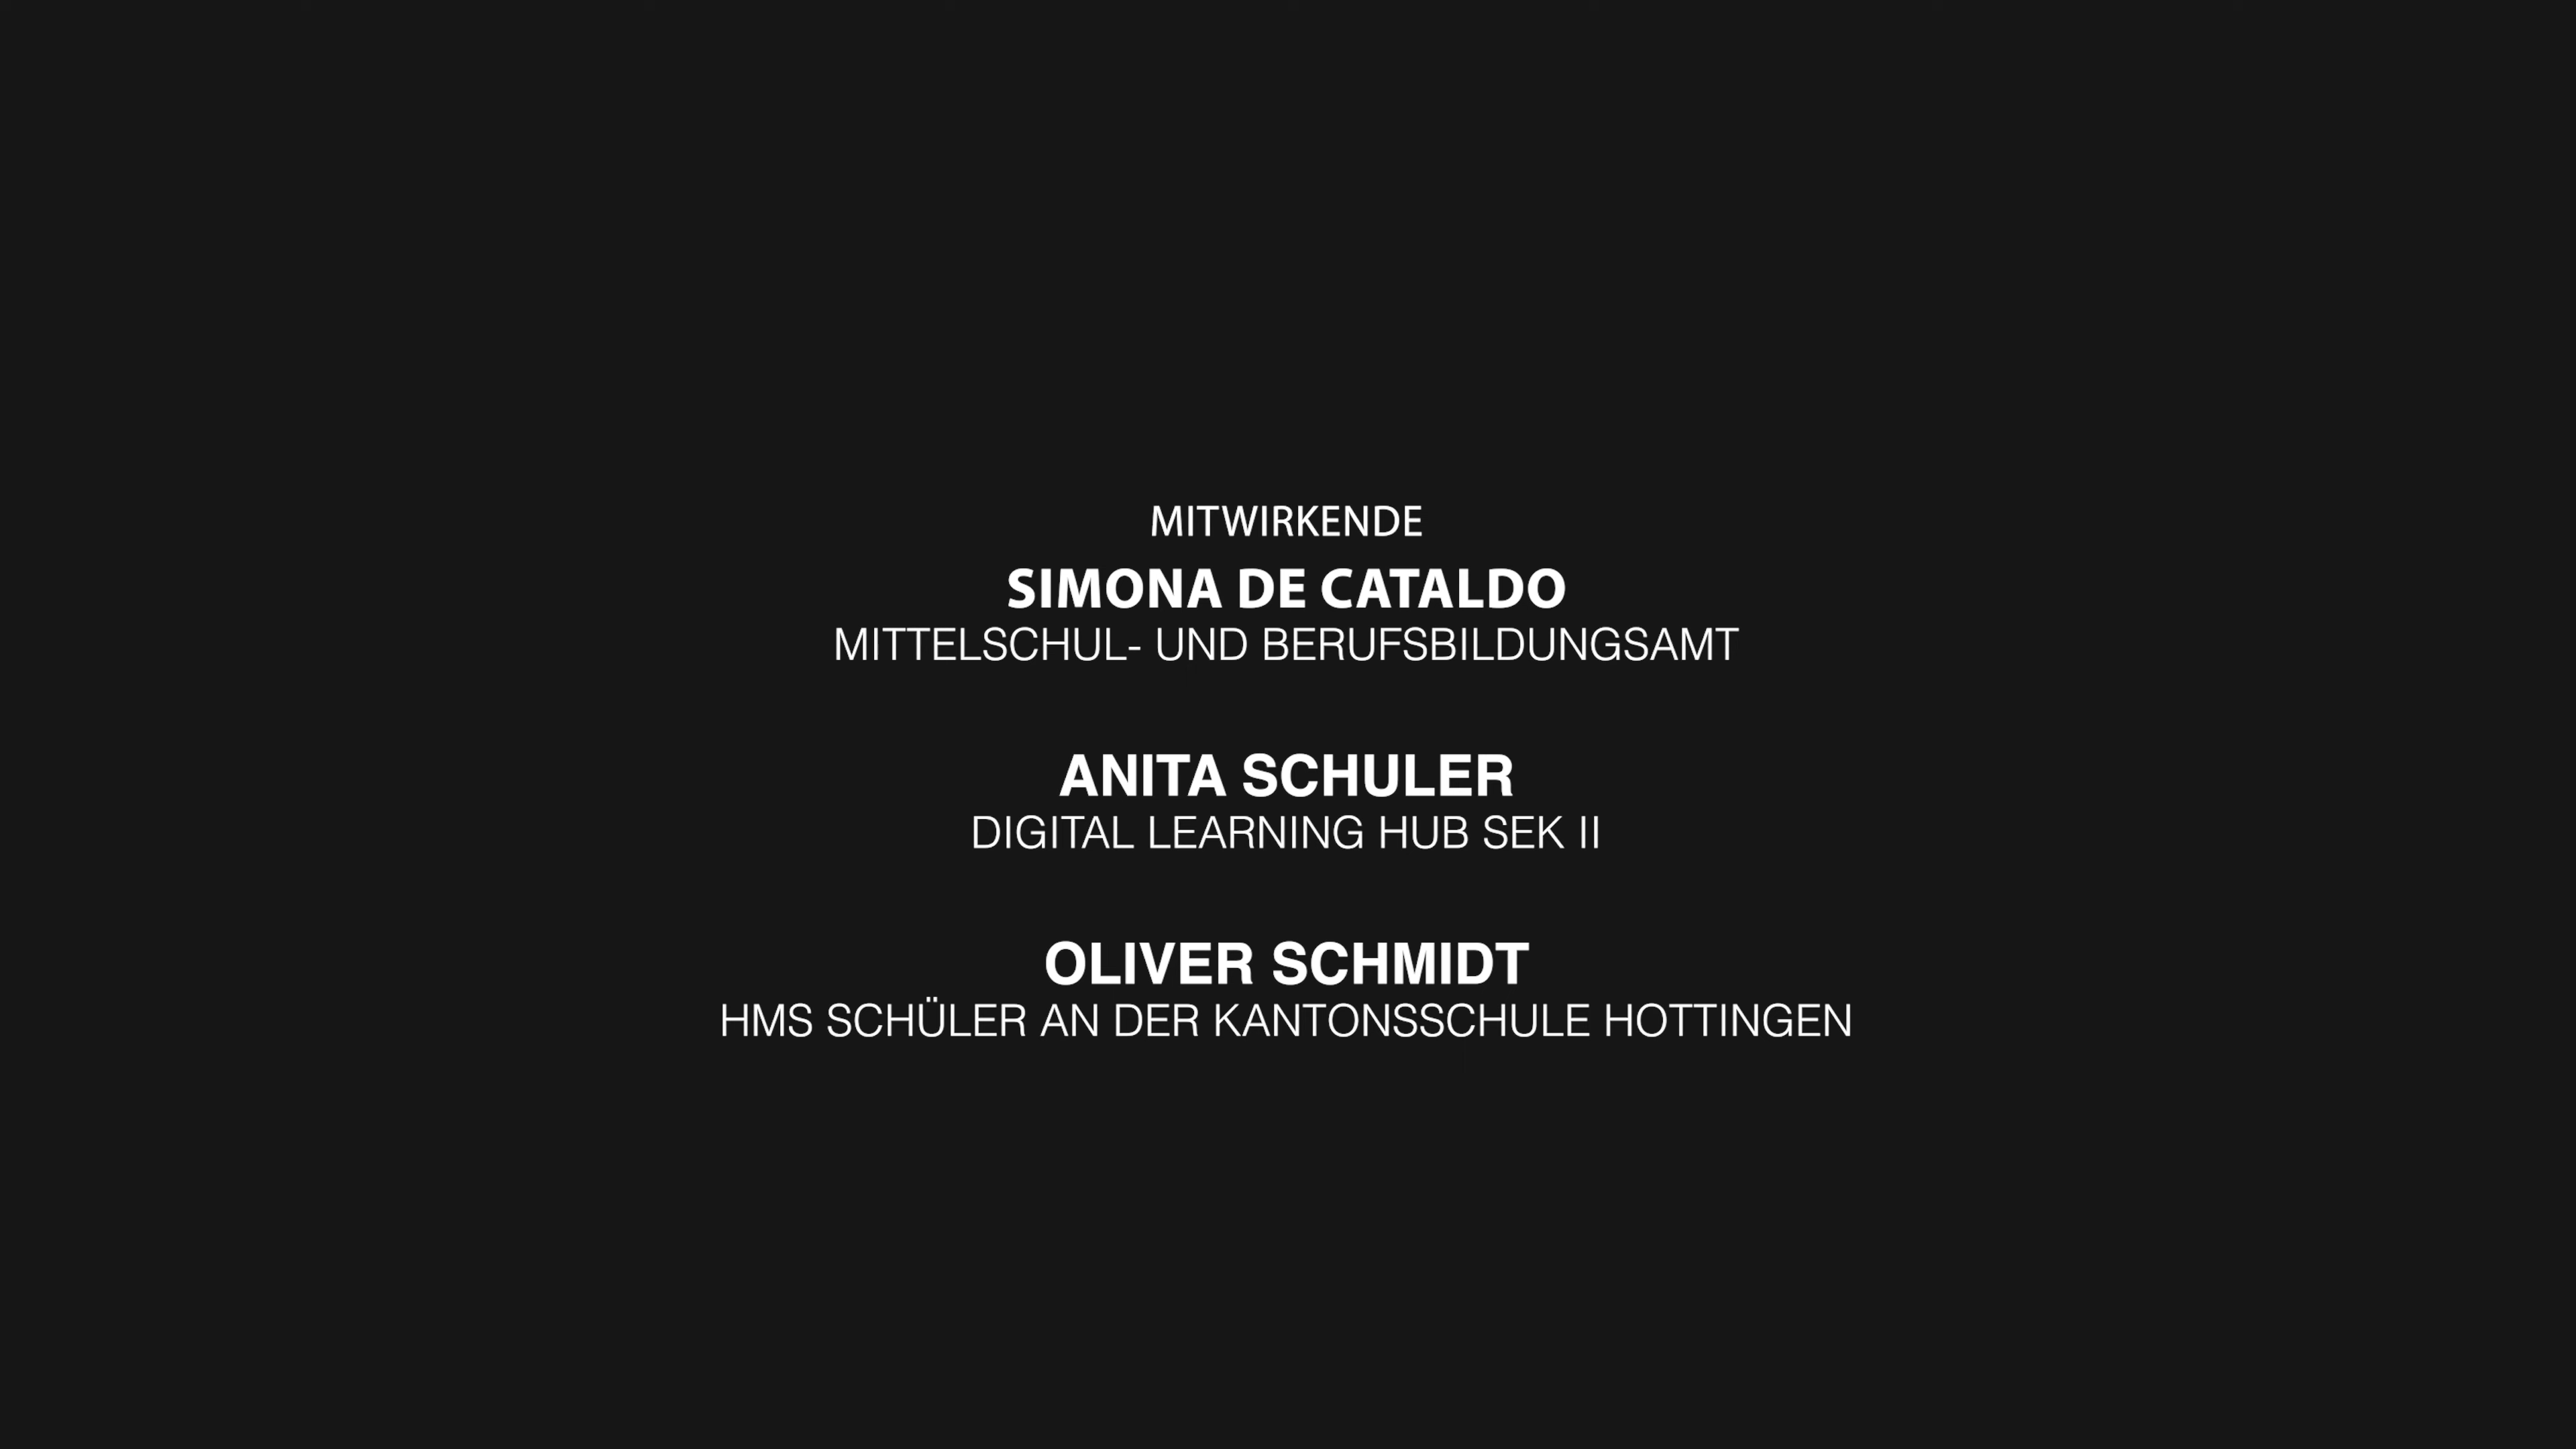 MITWIRKENDE
SIMONA DE CATALDO
MITTELSCHUL- UND BERUFSBILDUNGSAMT
ANITA SCHULER
DIGITAL LEARNING HUB SEK II
OLIVER SCHMIDT
HMS SCHÜLER AN DER KANTONSSCHULE HOTTINGEN